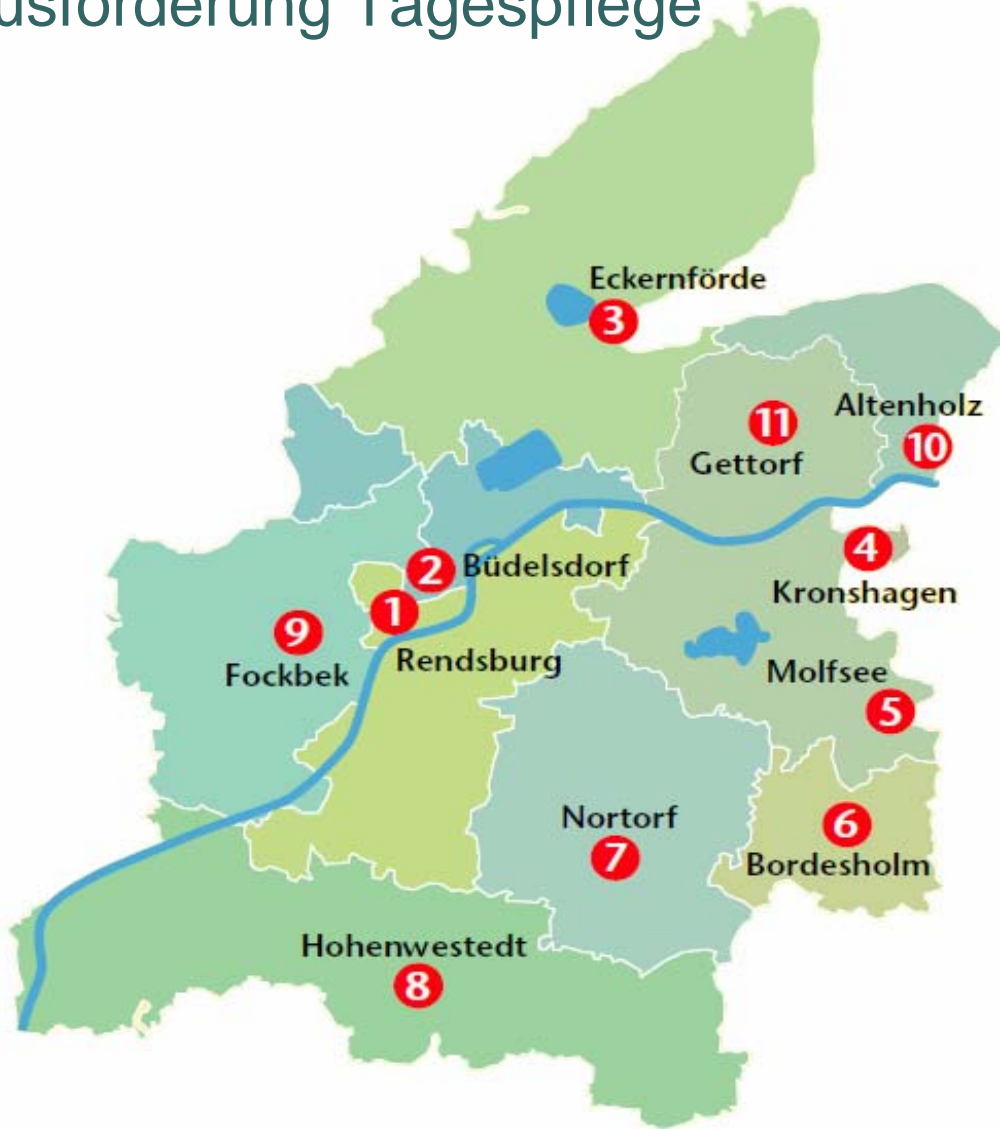 usforderung Tagespflege
Eckernförde
3
Altenholz
11
10
Gettorf
4
2 Büdelsdorf
Kronshagen
1
9
Rendsburg
Fockbek
Molfsee
5
Nortorf
6
7
Bordesholm
Hohenwestedt
8